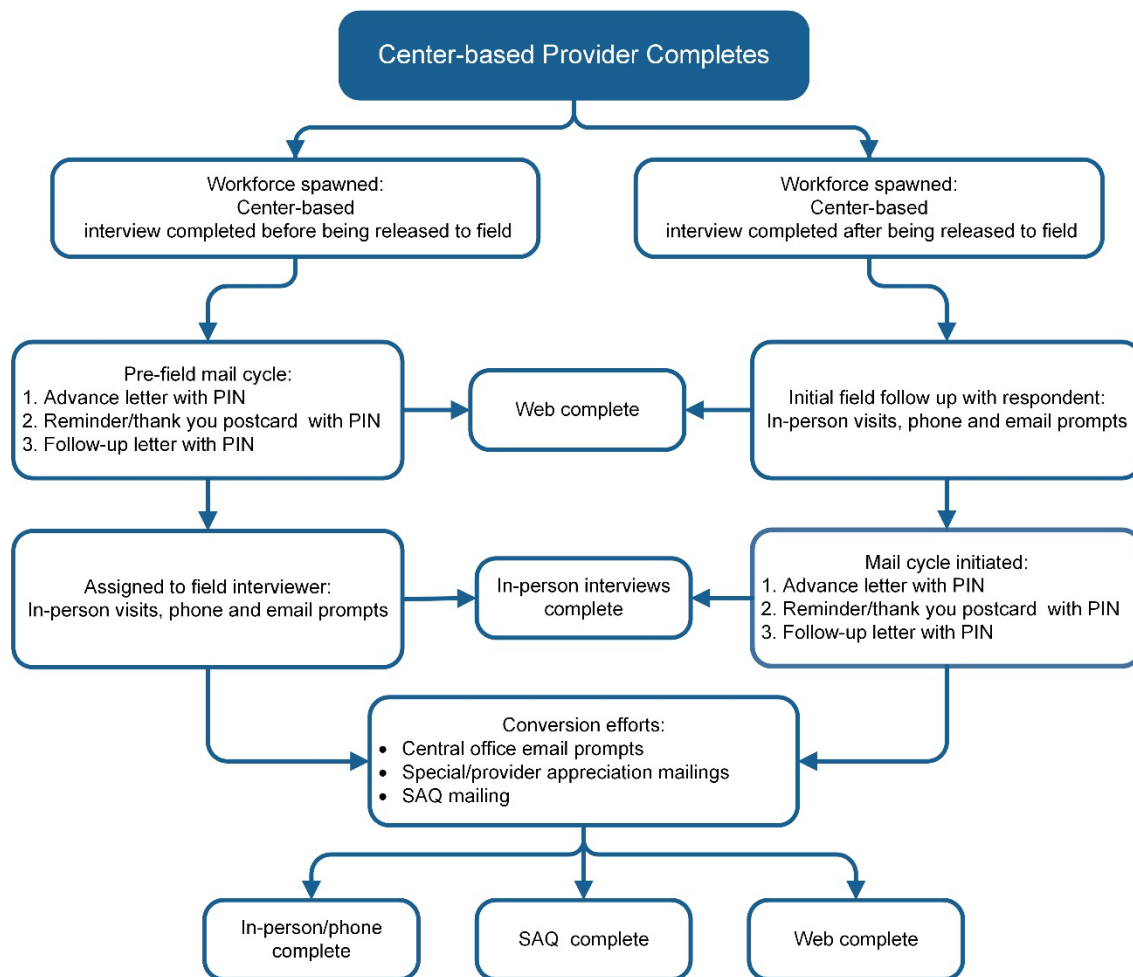 Center-based Provider Completes
Workforce spawned:
Center-based
interview completed before being released to field
Workforce spawned:
Center-based
interview completed after being released to field
Pre-field mail cycle:
1. Advance letter with PIN
2. Reminder/thank you postcard with PIN
3. Follow-up letter with PIN
Web complete
Initial field follow up with respondent:
In-person visits, phone and email prompts
Assigned to field interviewer:
In-person visits, phone and email prompts
In-person interviews
complete
Mail cycle initiated:
1. Advance letter with PIN
2. Reminder/thank you postcard with PIN
3. Follow-up letter with PIN
Conversion efforts:
• Central office email prompts
• Special/provider appreciation mailings
• SAQ mailing
In-person/phone
complete
SAQ complete
Web complete